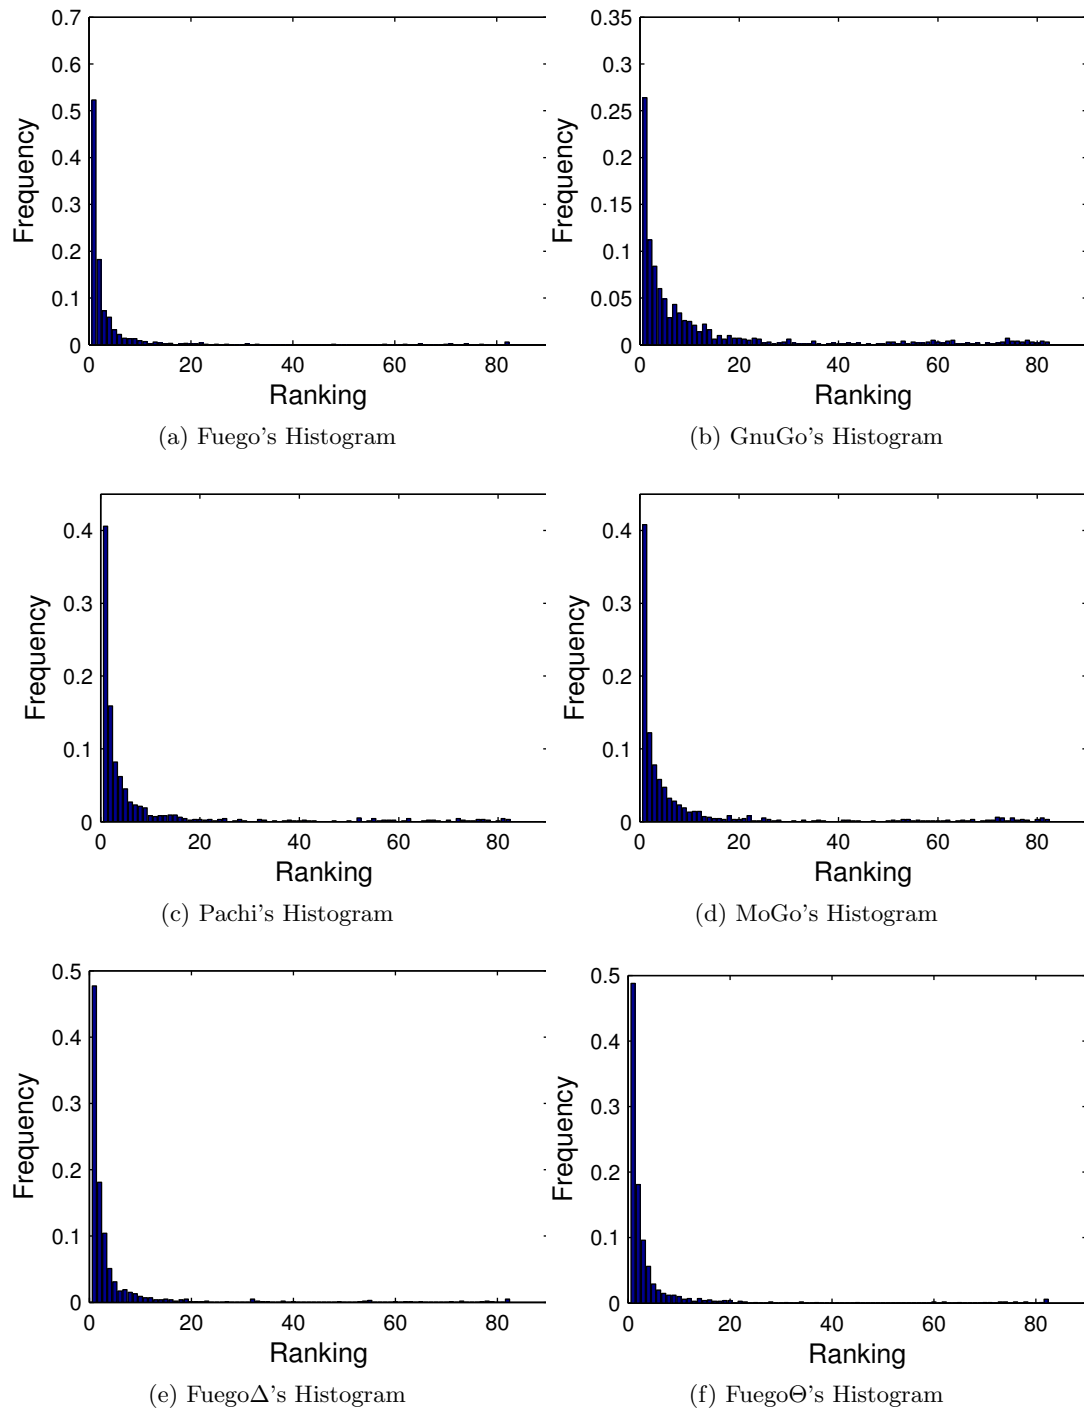 0.7
0.6
0.5
0.4
0.3
0.2
0.1
0
Frequency
0 20 40 60 80
Ranking
(a) Fuego's Histogram
0.35
0.3
0.25
0.2
0.15
0.1
0.05
0
Frequency
0 20 40 60 80
Ranking
(b) GnuGo's Histogram
0.4
0.3
0.2
0.1
0
Frequency
0 20 40 60 80
Ranking
(c) Pachi's Histogram
0.4
0.3
0.2
0.1
0
Frequency
0 20 40 60 80
Ranking
(d) MoGo's Histogram
0.5
0.4
0.3
0.2
0.1
0
Frequency
0 20 40 60 80
Ranking
(e) FuegoΔ's Histogram
0.5
0.4
0.3
0.2
0.1
0
Frequency
0 20 40 60 80
Ranking
(f) FuegoΘ's Histogram